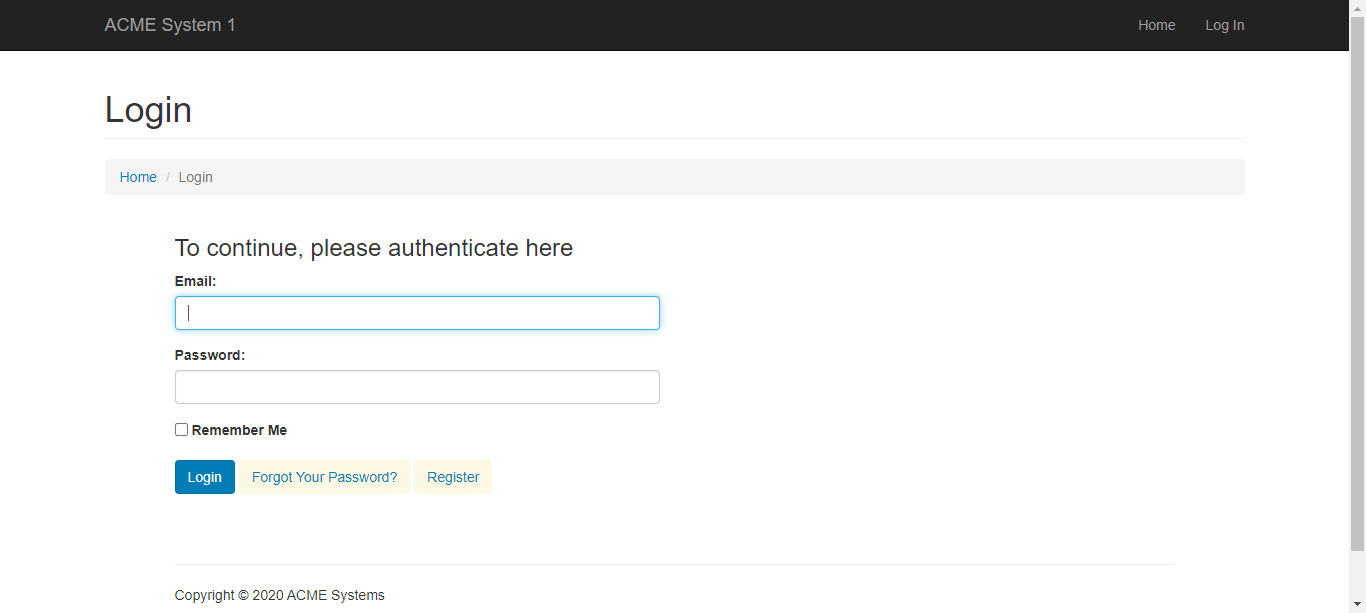 ACME System 1 Home Log In
Login
Home / Login
To continue, please authenticate here
Email:
Password:
Remember Me
Login Forgot Your Password? Register
Copyright © 2020 ACME Systems